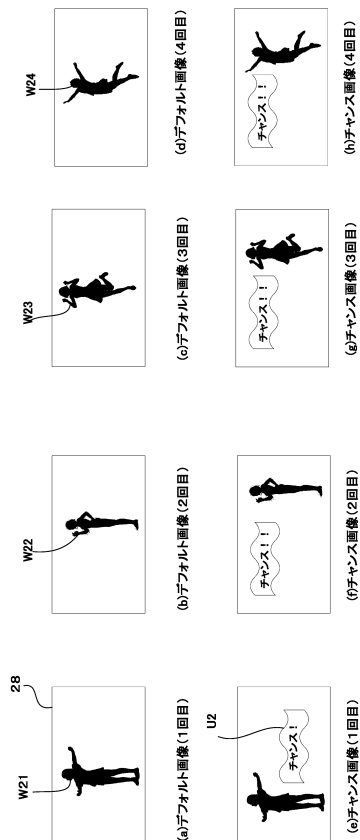 28
W21
W22
W23
W24
(a)デフォルト画像(1回目)
(b)デフォルト画像(2回目)
(c)デフォルト画像(3回目)
(d)デフォルト画像(4回目)
U2
チャンス!
チャンス!!
チャンス!!
チャンス!!
(e)チャンス画像(1回目)
(f)チャンス画像(2回目)
(g)チャンス画像(3回目)
(h)チャンス画像(4回目)